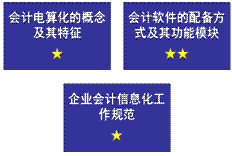 会计电算化的概念
及其特征
★
会计软件的配备方
式及其功能模块
★★
企业会计信息化工
作规范
★